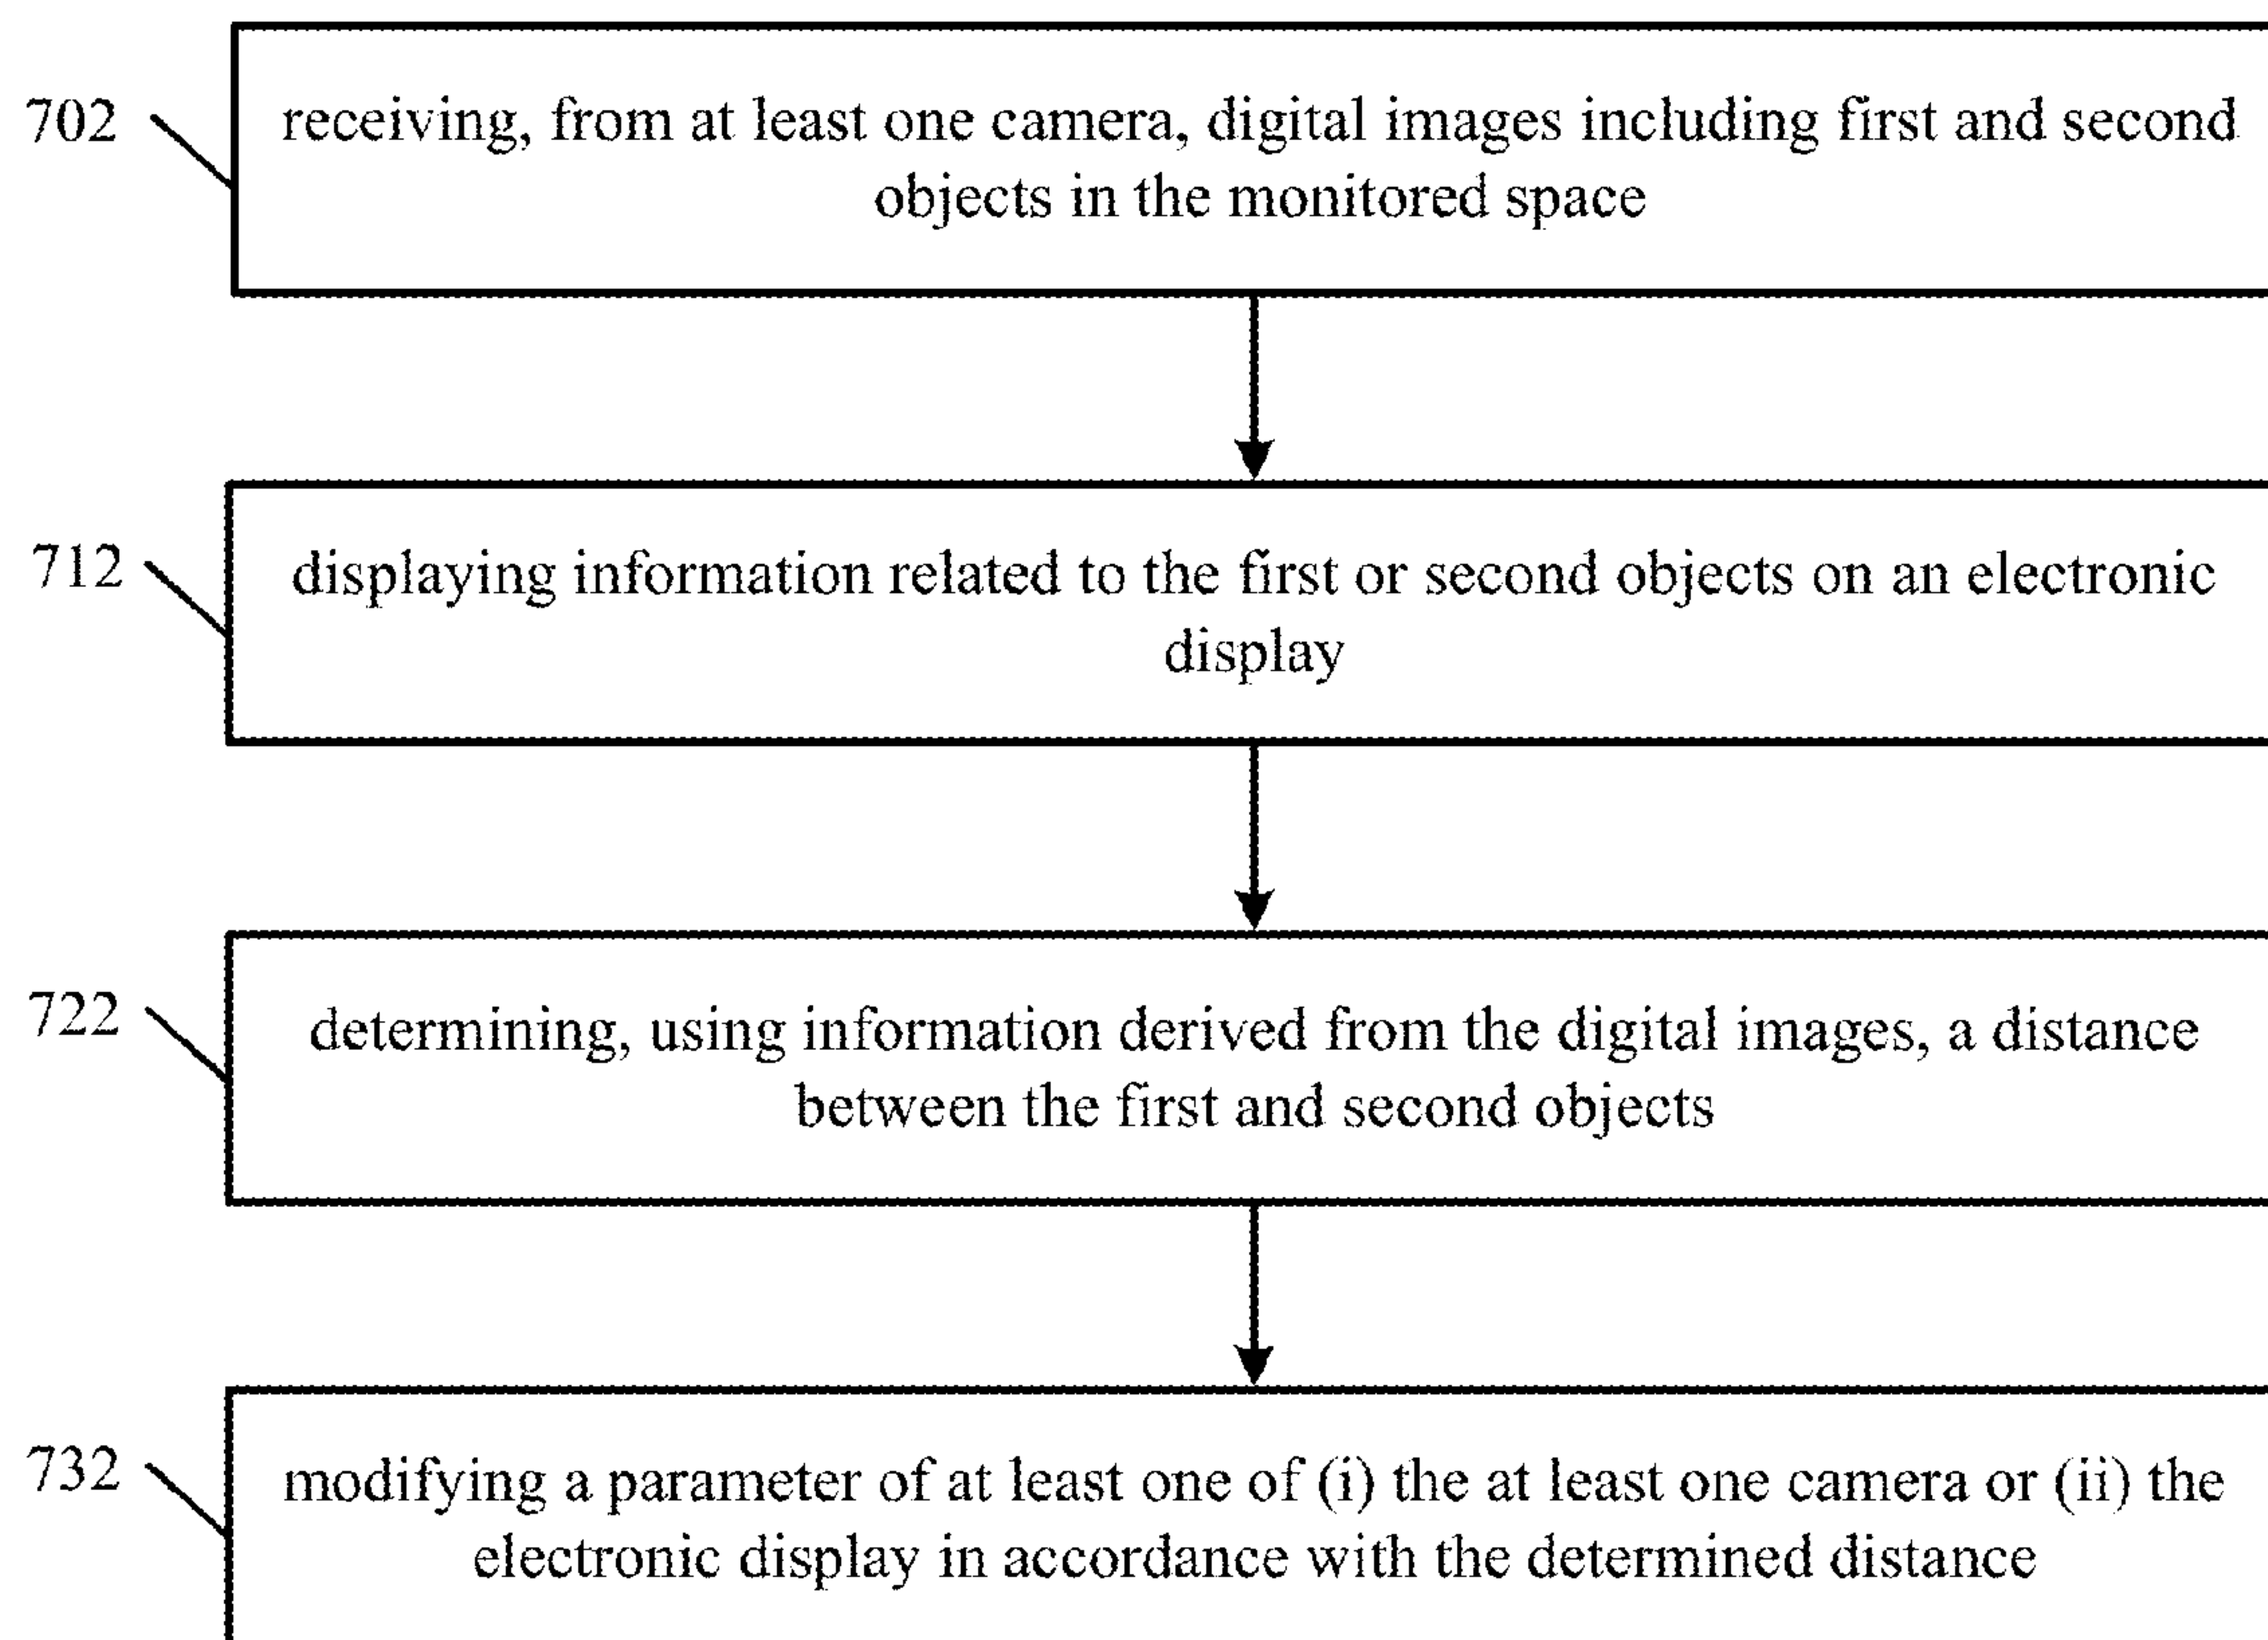 702
receiving, from at least one camera, digital images including first and second
objects in the monitored space
712
displaying information related to the first or second objects on an electronic
display
722
determining, using information derived from the digital images, a distance
between the first and second objects
732
modifying a parameter of at least one of (i) the at least one camera or (ii) the
electronic display in accordance with the determined distance